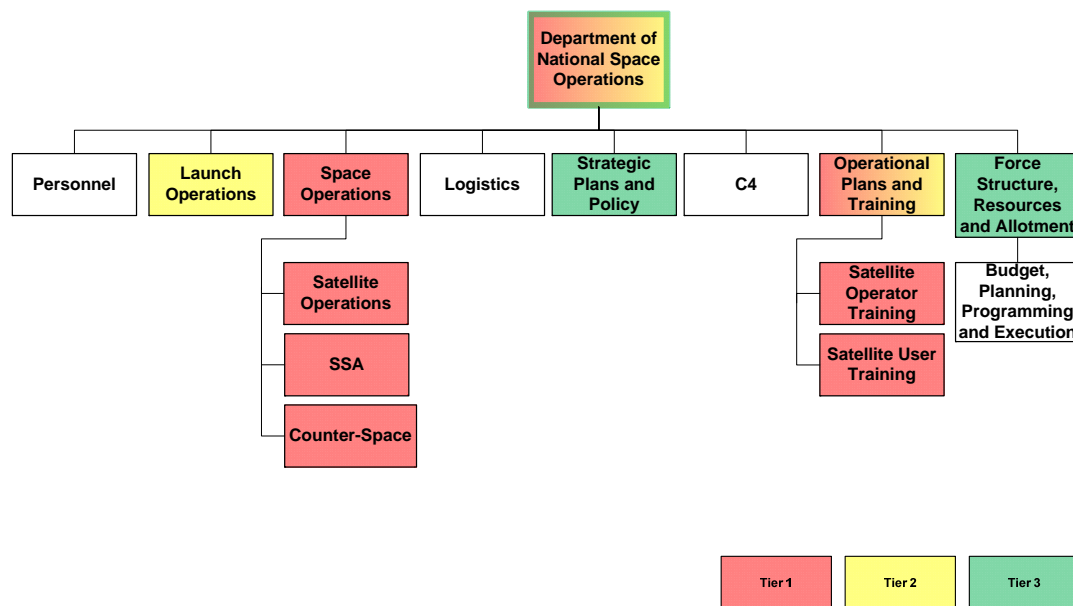 Department of
National Space
Operations
Personnel
Launch
Operations
Space
Operations
Logistics
Strategic
Plans and
Policy
C4
Operational
Plans and
Training
Force
Structure,
Resources
and Allotment
Satellite
Operations
SSA
Counter-Space
Satellite
Operator
Training
Satellite User
Training
Budget,
Planning,
Programming
and Execution
Tier 1
Tier 2
Tier 3